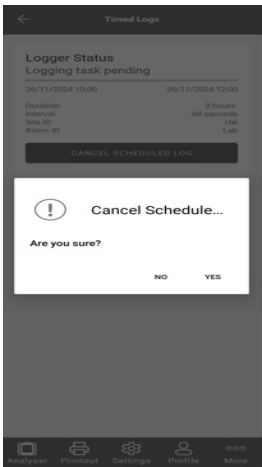 Timed Logs
Logger Status
Logging task pending
26/11/2024 10:00 26/11/2024 12:00
Duration 2 hours
Interval 60 seconds
Site ID Uei
Room ID Lab
CANCEL SCHEDULED LOG
Cancel Schedule...
Are you sure?
NO YES
Analyser Printout Settings Profile More